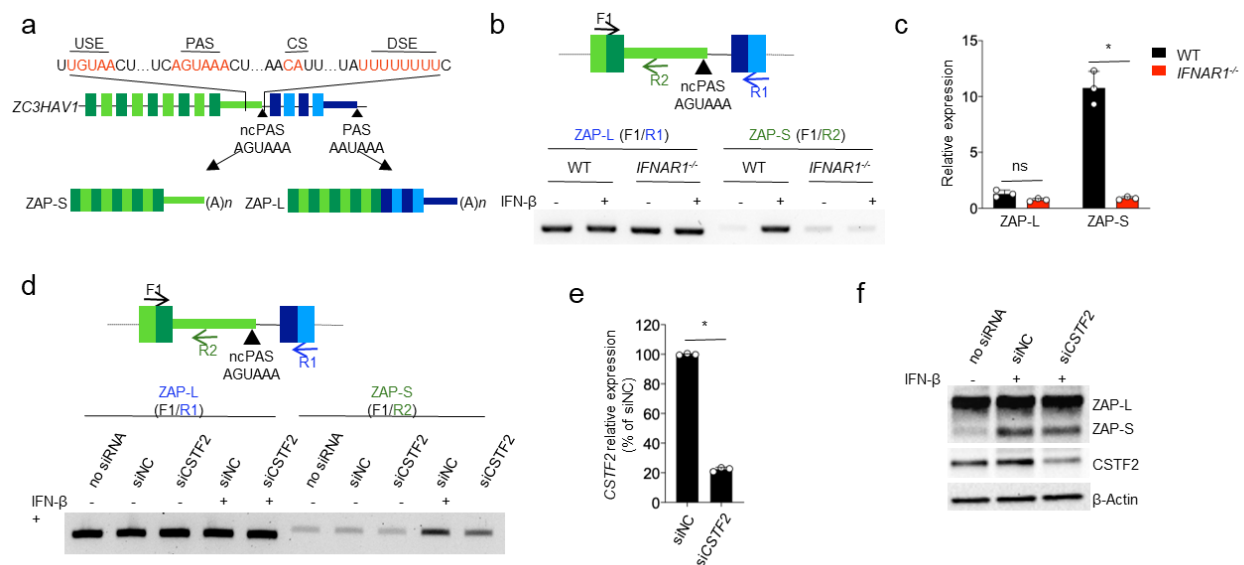 a
USE PAS CS DSE
UUGUAACU...UCAGUAAACU...AACAUU...UAUUUUUUUUC
ZC3HAV1
ncPAS PAS
AGUAAA AAUAAA
ZAP-S (A)n ZAP-L (A)n
b
F1
R2 ncPAS R1
AGUAAA
ZAP-L (F1/R1) ZAP-S (F1/R2)
WT IFNAR1-/- WT IFNAR1-/-
IFN-β - + - + - + - +
c
WT
IFNAR1-/-
Relative expression
15
10
5
0
*
ns
ZAP-L ZAP-S
d
F1
R2 ncPAS R1
AGUAAA
ZAP-L ZAP-S
(F1/R1) (F1/R2)
no siRNA siNC siCSTF2 siNC siCSTF2 no siRNA siNC siCSTF2 siNC siCSTF2
IFN-β - - - + + - - - +
+
e
CSTF2 relative expression
(% of siNC)
120
100
80
60
40
20
0
*
siNC siCSTF2
f
no siRNA siNC siCSTF2
IFN-β - + +
ZAP-L
ZAP-S
CSTF2
β-Actin